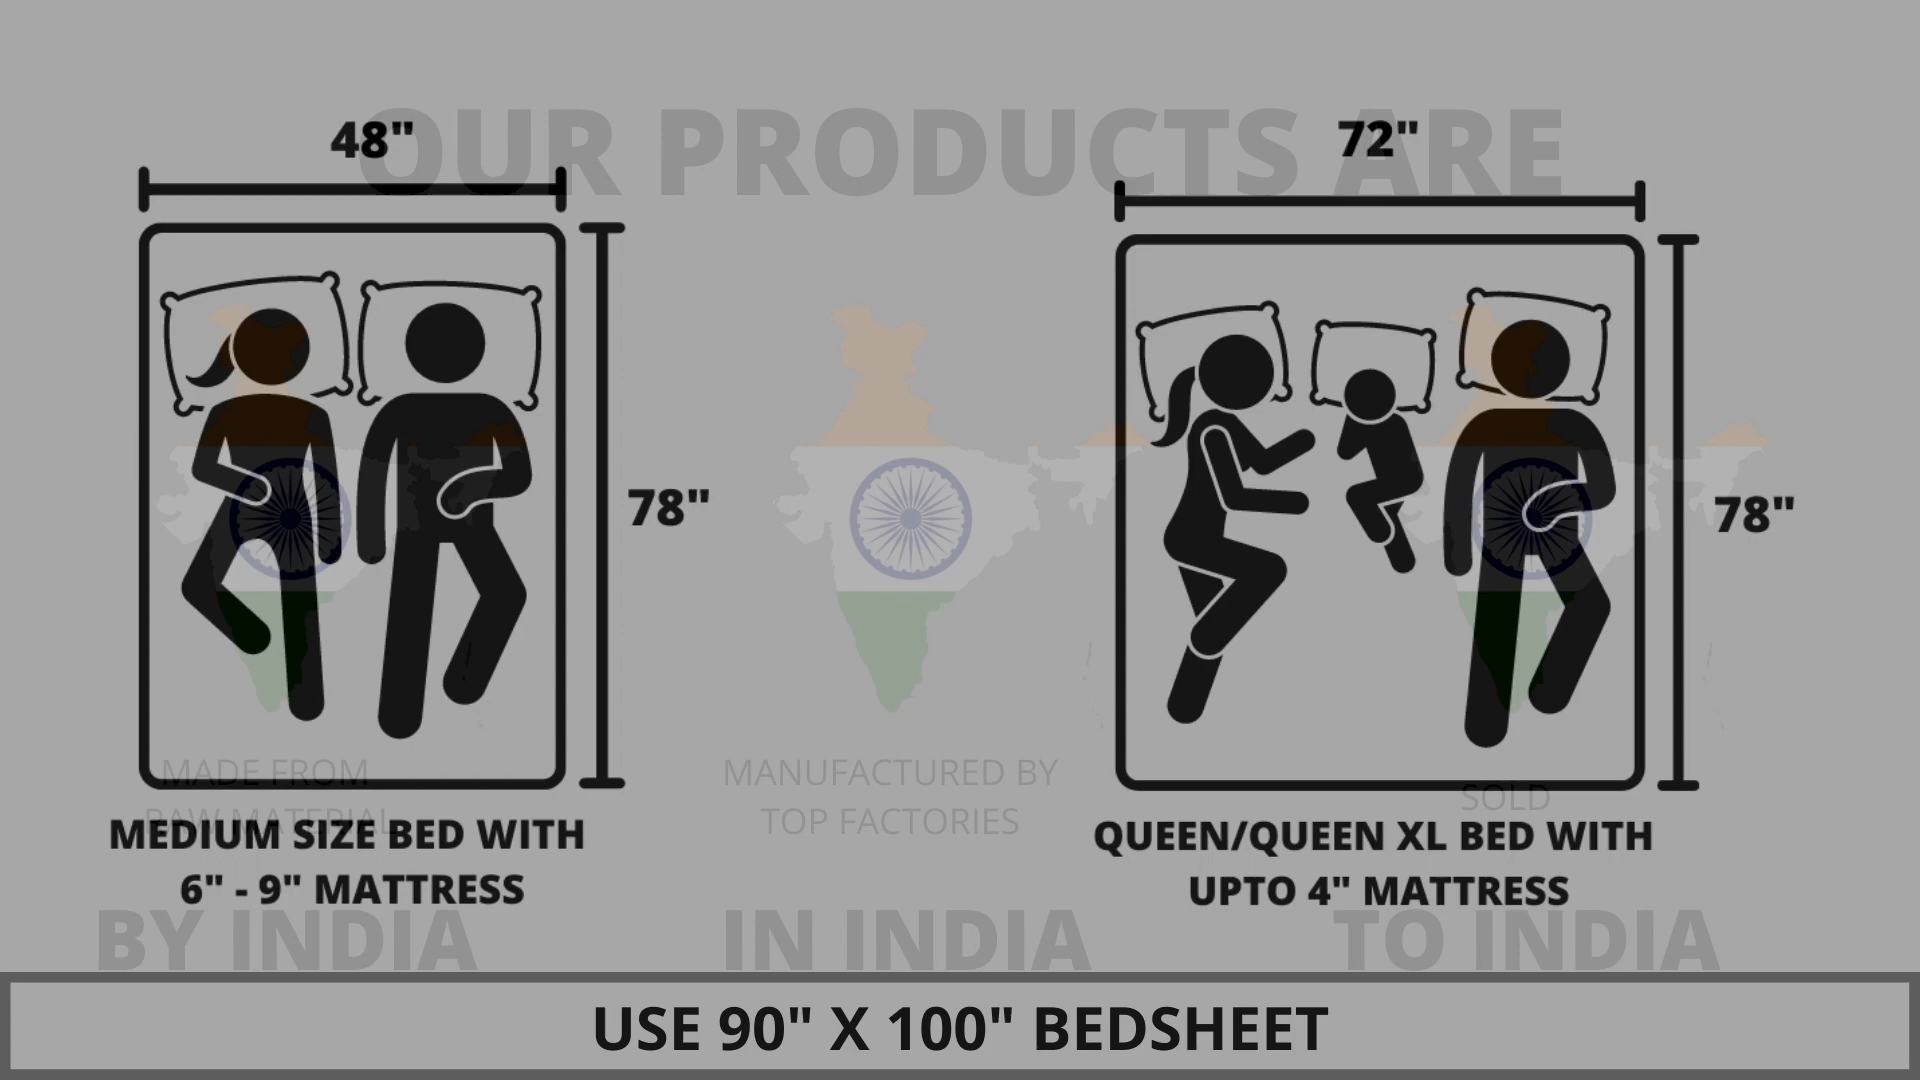 OUR PRODUCTS ARE
48"
72"
78"
78"
MADE FROM
RAW MATERIAL
MANUFACTURED BY
TOP FACTORIES
SOLD
MEDIUM SIZE BED WITH
6" - 9" MATTRESS
QUEEN/QUEEN XL BED WITH
UPTO 4" MATTRESS
BY INDIA
IN INDIA
TO INDIA
USE 90" X 100" BEDSHEET